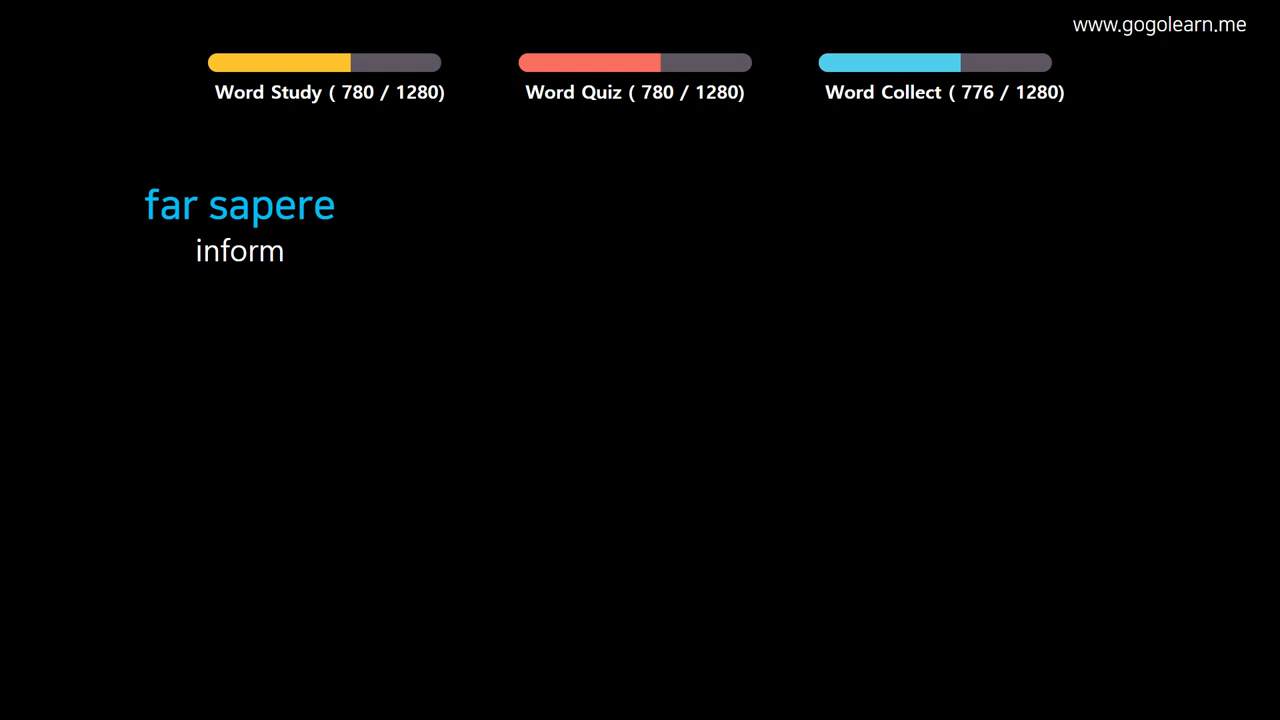 www.gogolearn.me
Word Study ( 780 / 1280)
Word Quiz ( 780 / 1280)
Word Collect ( 776 / 1280)
far sapere
inform